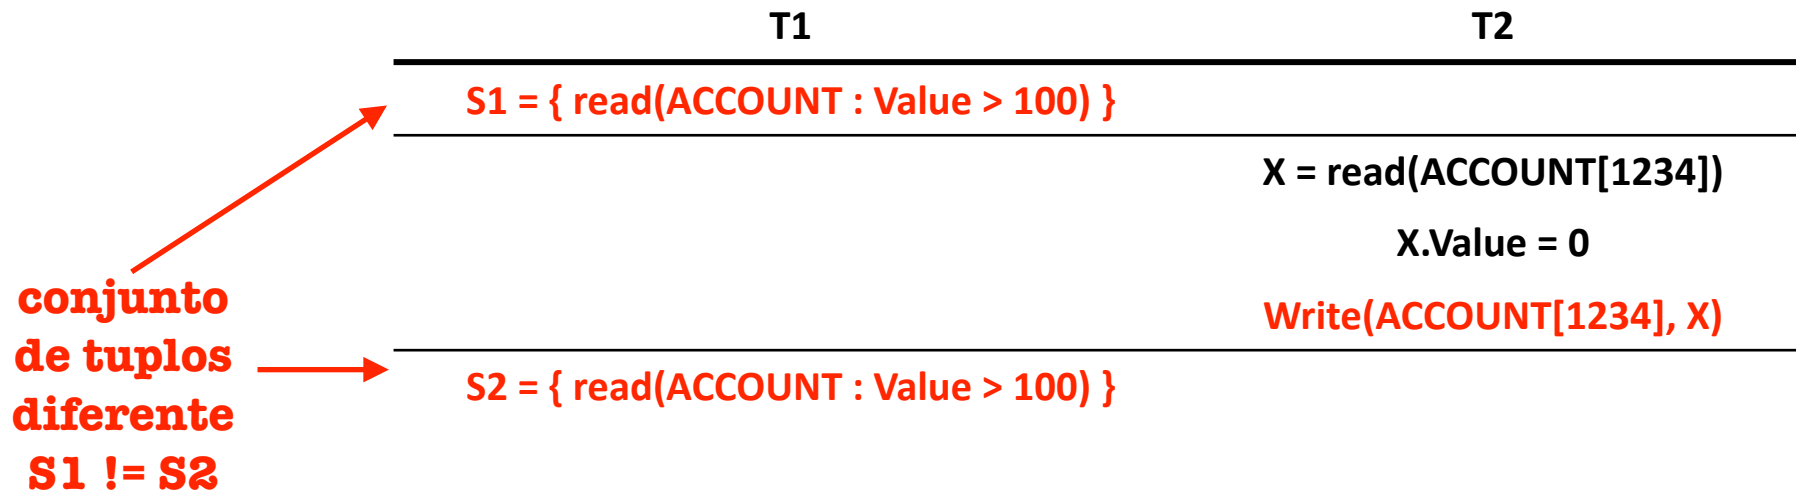 T1 T2
S1 = { read(ACCOUNT : Value > 100) }
X = read(ACCOUNT[1234])
X.Value = 0
Write(ACCOUNT[1234], X)
S2 = { read(ACCOUNT : Value > 100) }
conjunto
de tuplos
diferente
S1 != S2